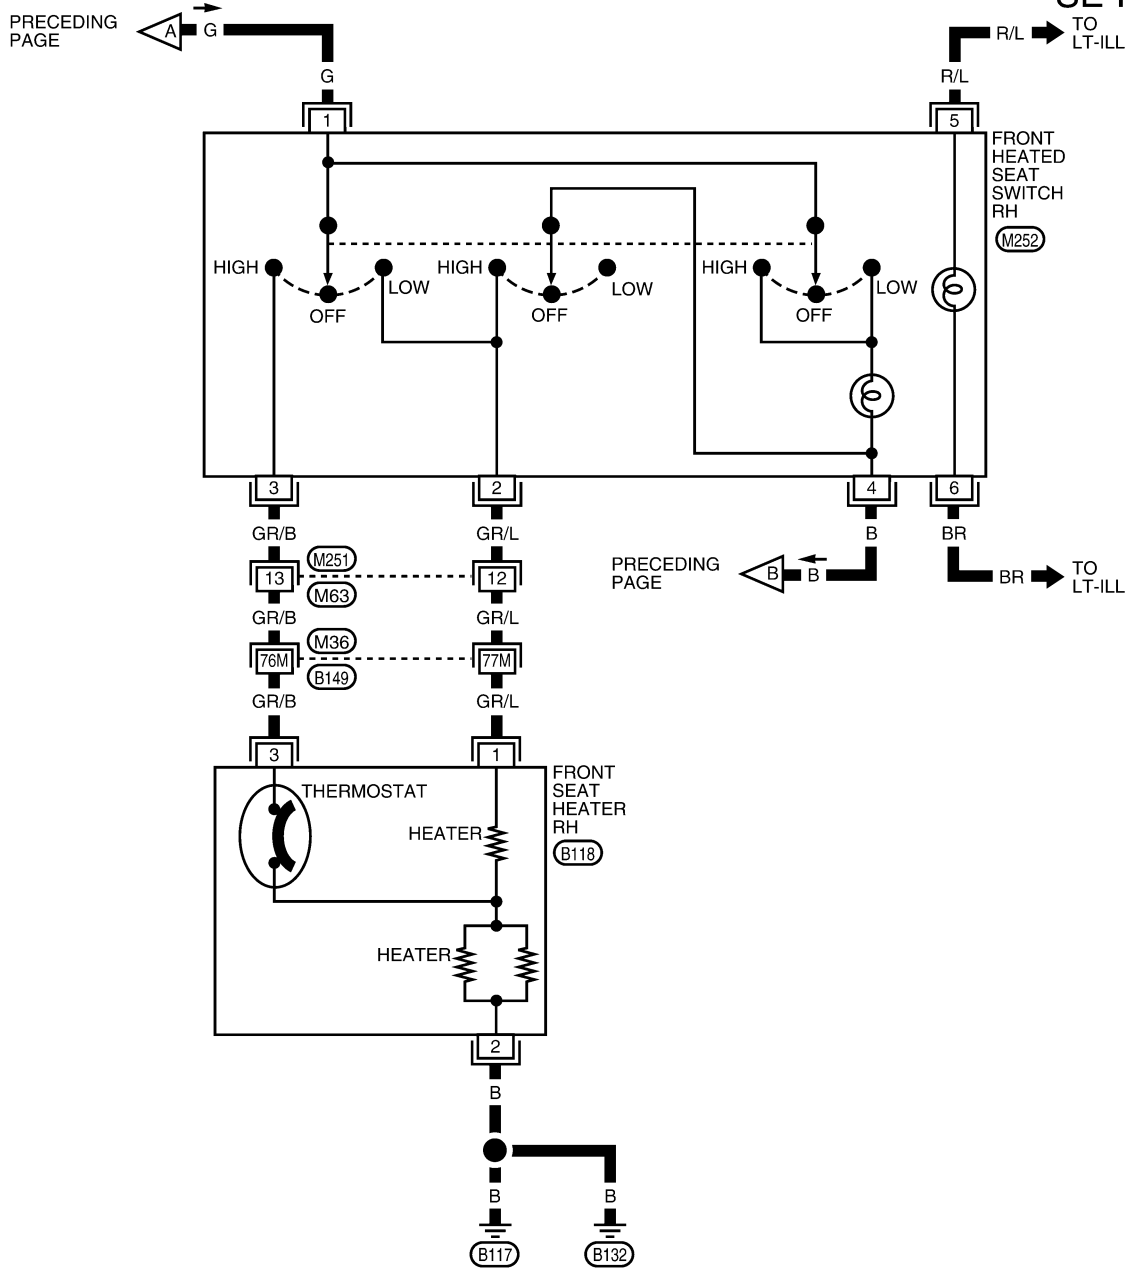 PRECEDING
PAGE
A
G
G
1
R/L
TO
LT-ILL
R/L
5
FRONT
HEATED
SEAT
SWITCH
RH
M252
HIGH
LOW
OFF
HIGH
LOW
OFF
HIGH
LOW
OFF
3
2
4
6
GR/B
GR/L
B
BR
PRECEDING
PAGE
B
B
BR
TO
LT-ILL
13
M251
M63
12
GR/B
GR/L
76M
M36
B149
77M
GR/B
GR/L
3
1
THERMOSTAT
HEATER
HEATER
FRONT
SEAT
HEATER
RH
B118
2
B
B
B
B117
B132